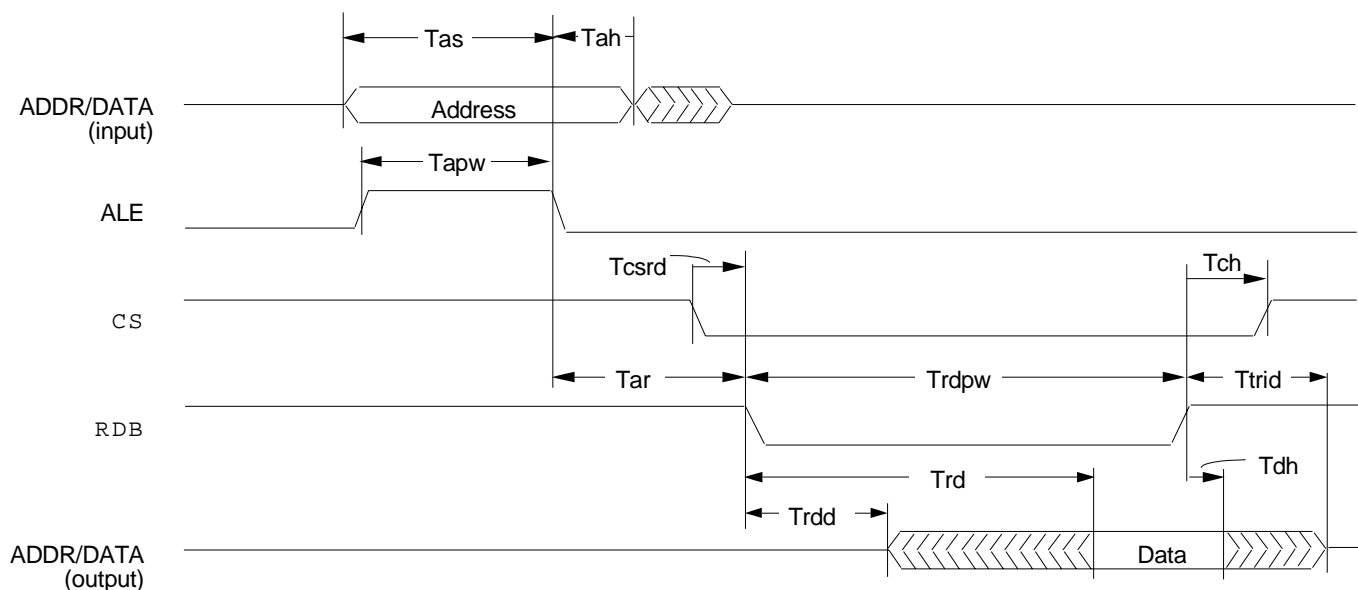 Tas
Tah
ADDR/DATA
(input)
Address
Tapw
ALE
Tcsrd
Tch
CS
Tar
Trdpw
Ttrid
RDB
Trd
Tdh
Trdd
ADDR/DATA
(output)
Data